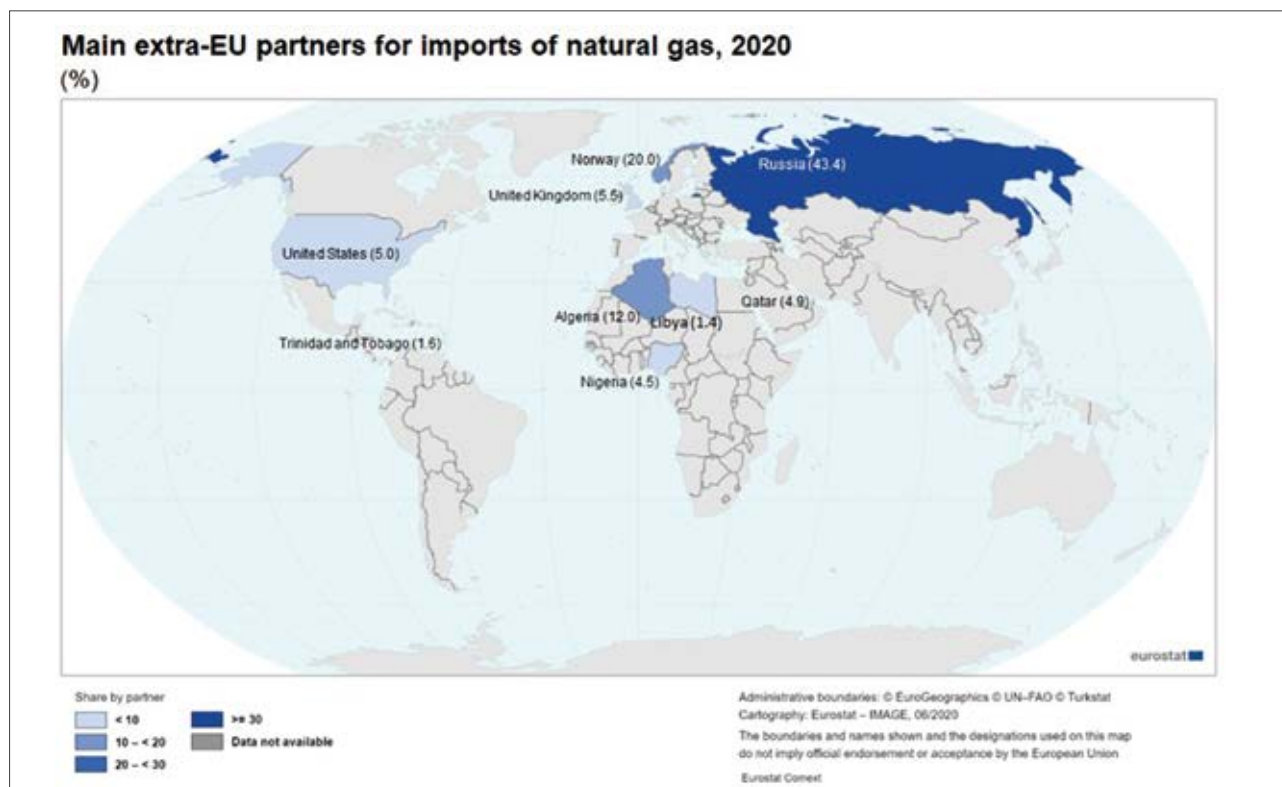 Main extra-EU partners for imports of natural gas, 2020
(%)
Norway (20.0)
Russia (43.4)
United Kingdom (5.5)
United States (5.0)
Qatar (4.9)
Algeria (12.0)
Libya (1.4)
Trinidad and Tobago (1.6)
Nigeria (4.5)
eurostat
Share by partner
< 10
10 – < 20
20 – < 30
>= 30
Data not available
Administrative boundaries: © EuroGeographics © UN–FAO © Turkstat
Cartography: Eurostat – IMAGE, 06/2020
The boundaries and names shown and the designations used on this map
do not imply official endorsement or acceptance by the European Union
Eurostat Comext